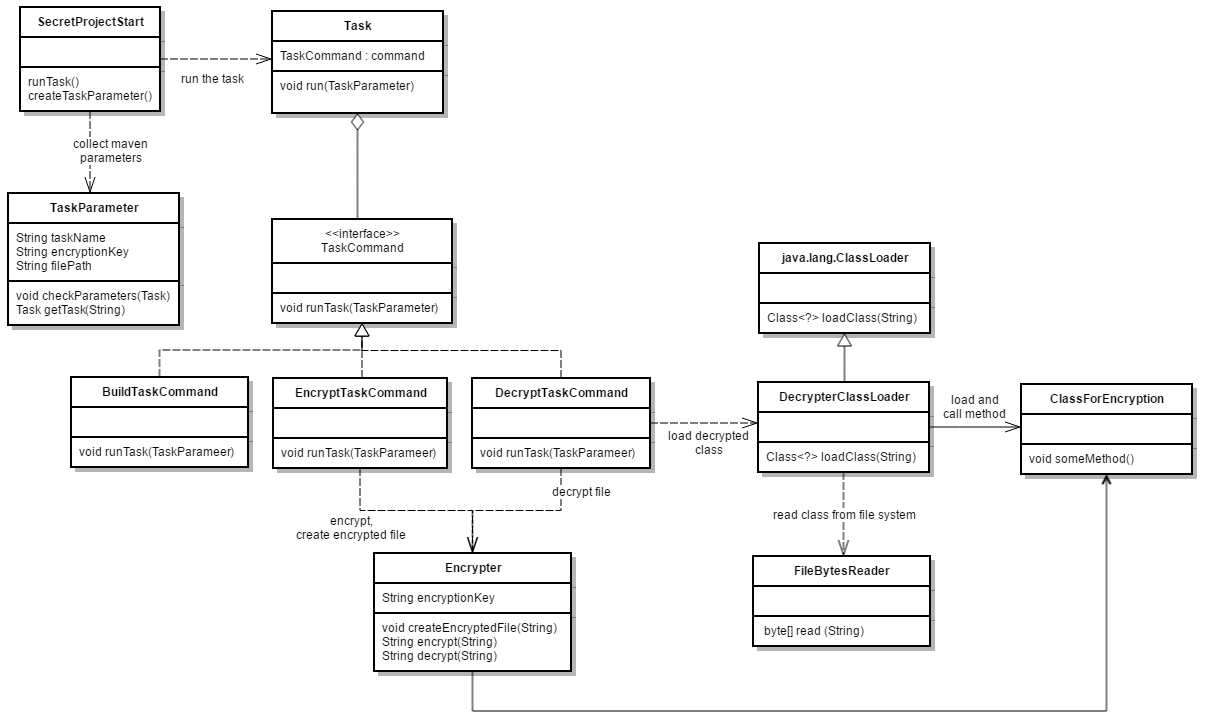 SecretProjectStart
runTask()
createTaskParameter()
run the task
Task
TaskCommand : command
void run(TaskParameter)
collect maven
parameters
TaskParameter
String taskName
String encryptionKey
String filePath
void checkParameters(Task)
Task getTask(String)
<<interface>>
TaskCommand
void runTask(TaskParameter)
java.lang.ClassLoader
Class<?> loadClass(String)
BuildTaskCommand
void runTask(TaskParameer)
EncryptTaskCommand
void runTask(TaskParameer)
DecryptTaskCommand
void runTask(TaskParameer)
load decrypted
class
DecrypterClassLoader
Class<?> loadClass(String)
load and
call method
ClassForEncryption
void someMethod()
encrypt,
create encrypted file
decrypt file
read class from file system
Encrypter
String encryptionKey
void createEncryptedFile(String)
String encrypt(String)
String decrypt(String)
FileBytesReader
byte[] read (String)